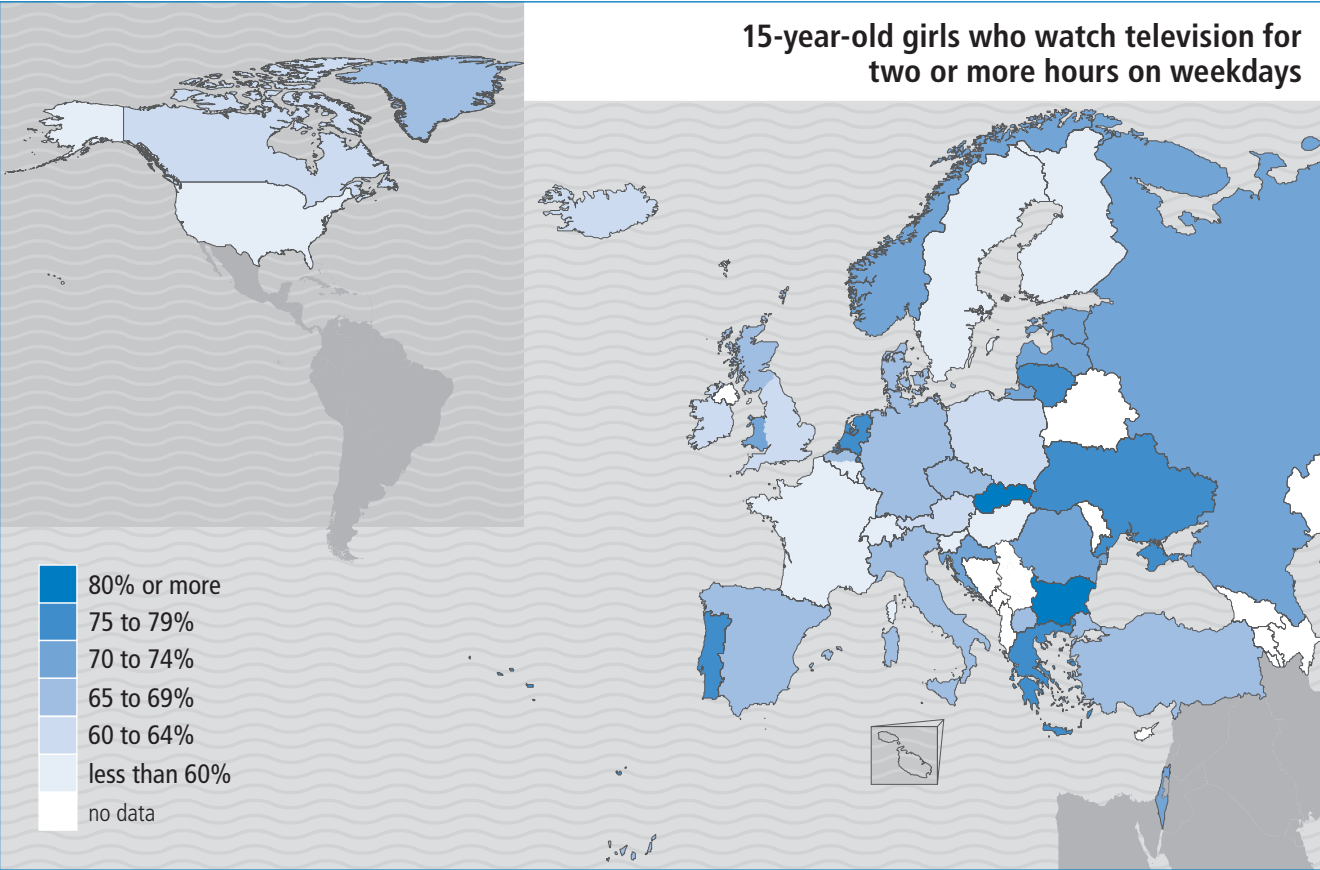 15-year-old girls who watch television for
two or more hours on weekdays
80% or more
75 to 79%
70 to 74%
65 to 69%
60 to 64%
less than 60%
no data